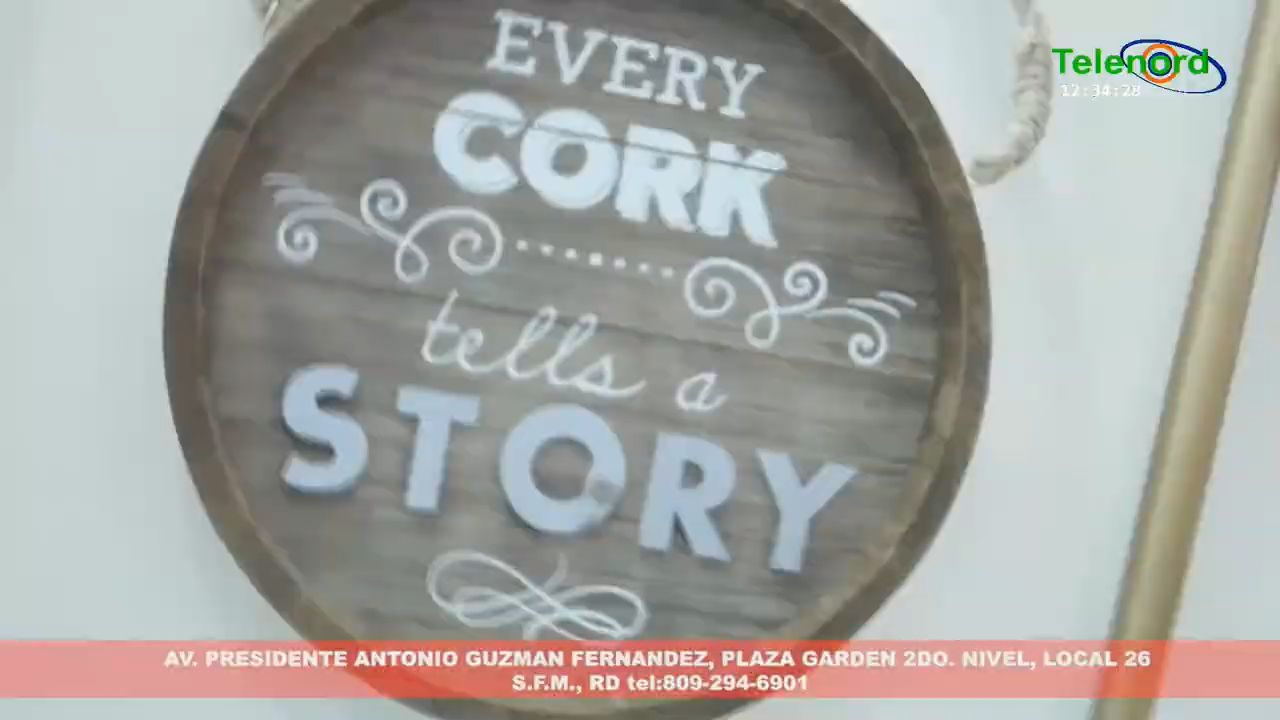 EVERY
CORK
tells a
STORY
Telenord
12:34:28
AV. PRESIDENTE ANTONIO GUZMAN FERNANDEZ, PLAZA GARDEN 2DO. NIVEL, LOCAL 26
S.F.M., RD tel:809-294-6901